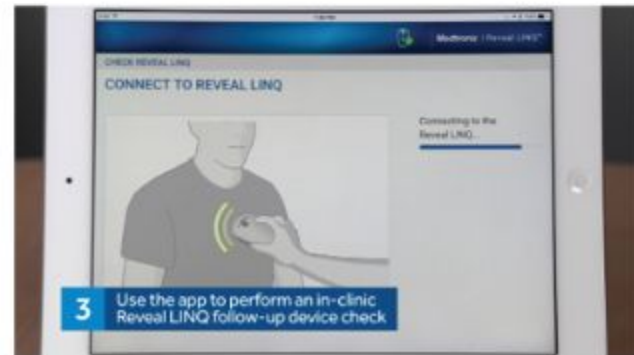 Medtronic | Reveal LINQ™
CHECK REVEAL LINQ
CONNECT TO REVEAL LINQ
Connecting to the
Reveal LINQ...
3
Use the app to perform an in-clinic
Reveal LINQ follow-up device check